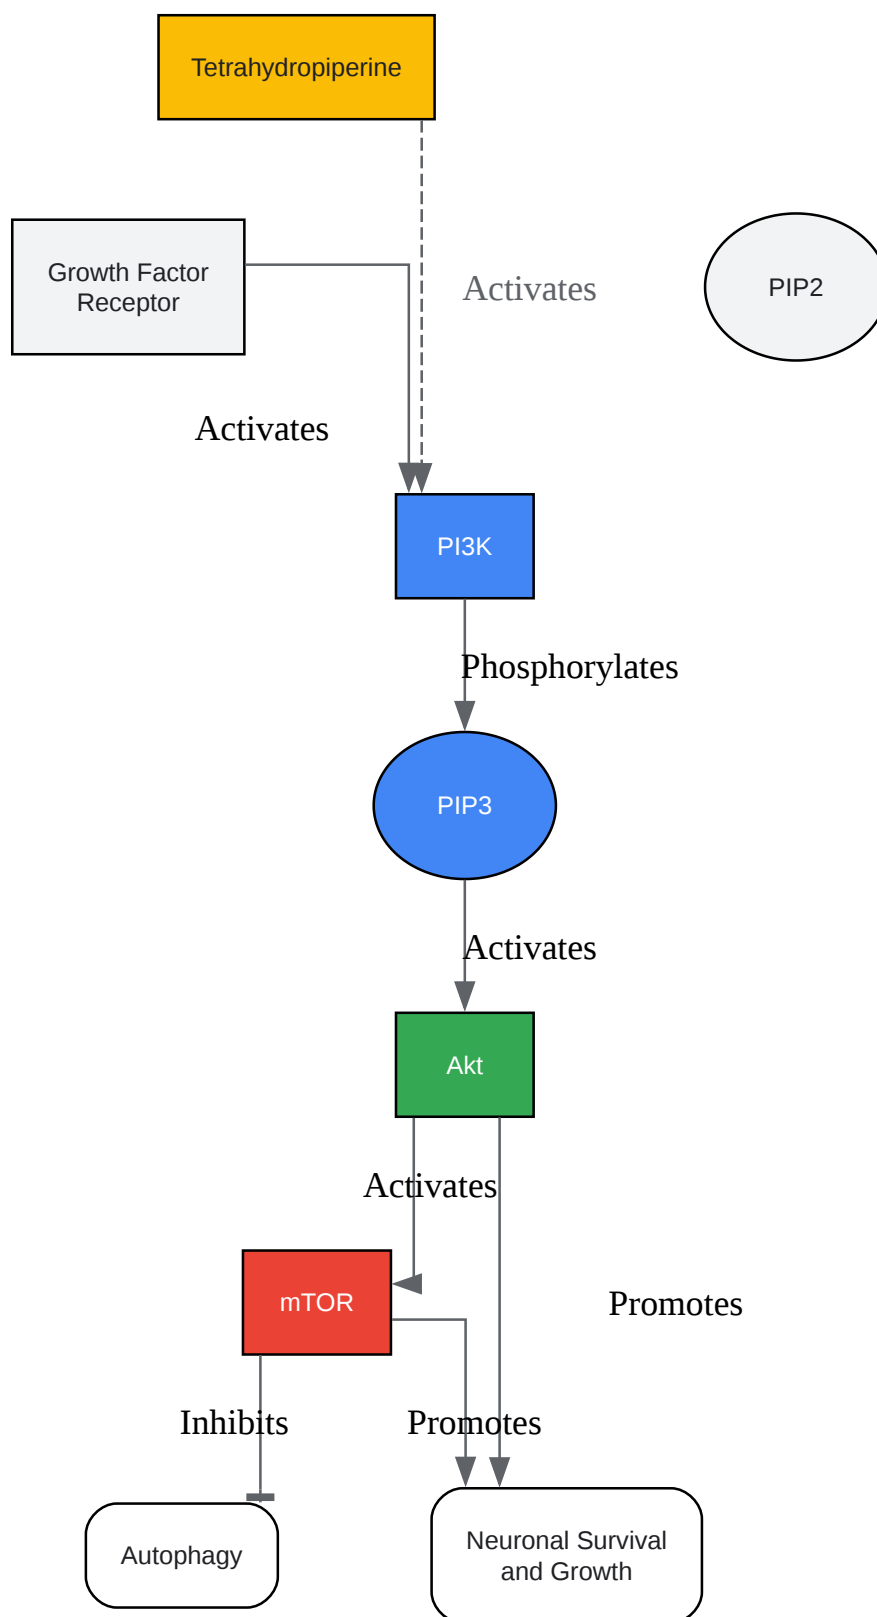 Tetrahydropiperine
Growth Factor
Receptor
Activates
PIP2
Activates
PI3K
Phosphorylates
PIP3
Activates
Akt
Activates
mTOR
Promotes
Inhibits
Promotes
Autophagy
Neuronal Survival
and Growth